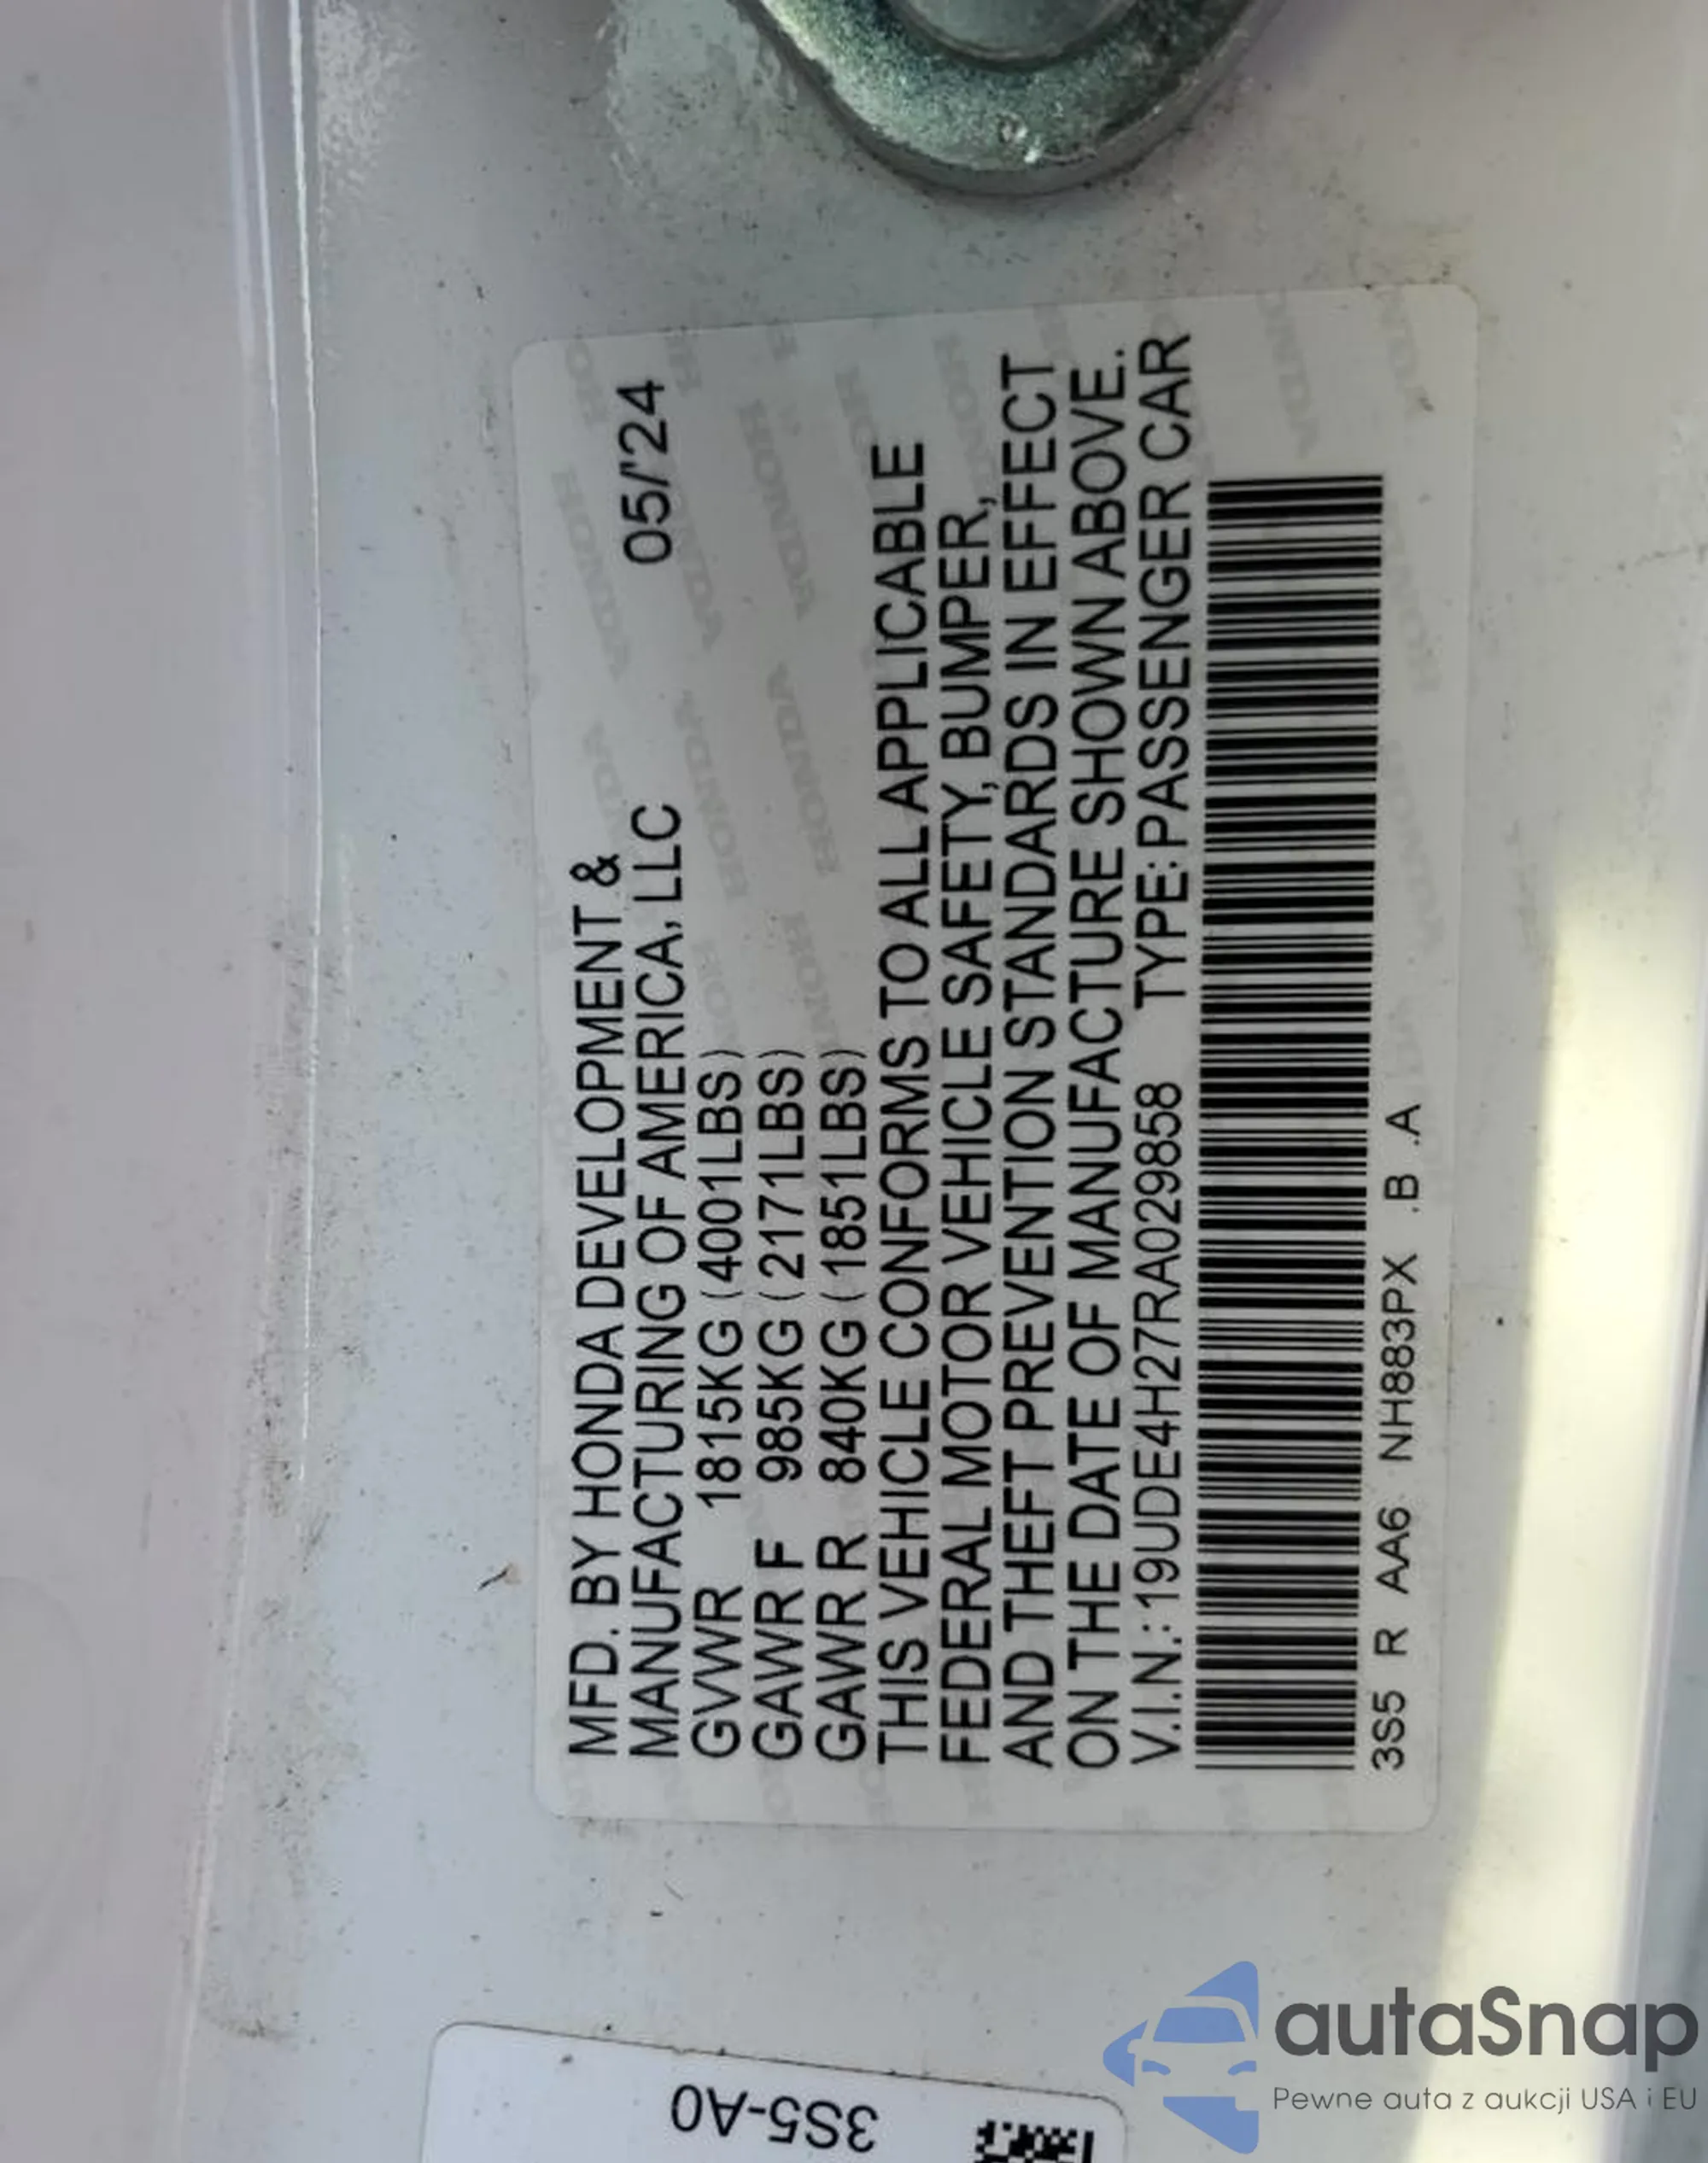 MFD. BY HONDA DEVELOPMENT &
MANUFACTURING OF AMERICA, LLC 05/'24
GVWR 1815KG (4001LBS)
GAWR F 985KG (2171LBS)
GAWR R 840KG (1851LBS)
THIS VEHICLE CONFORMS TO ALL APPLICABLE
FEDERAL MOTOR VEHICLE SAFETY, BUMPER,
AND THEFT PREVENTION STANDARDS IN EFFECT
ON THE DATE OF MANUFACTURE SHOWN ABOVE.
V.I.N.: 19UDE4H27RA029858 TYPE: PASSENGER CAR
3S5 R AA6 NH883PX .B .A
3S5-A0
autaSnap
Pewne auta z aukcji USA i EU